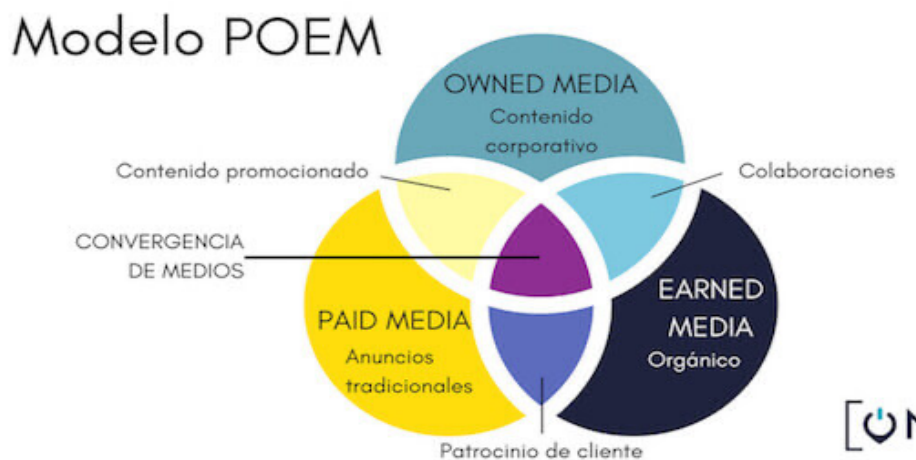 Modelo POEM
OWNED MEDIA
Contenido
corporativo
Contenido promocionado
Colaboraciones
CONVERGENCIA
DE MEDIOS
PAID MEDIA
Anuncios
tradicionales
EARNED
MEDIA
Orgánico
Patrocinio de cliente